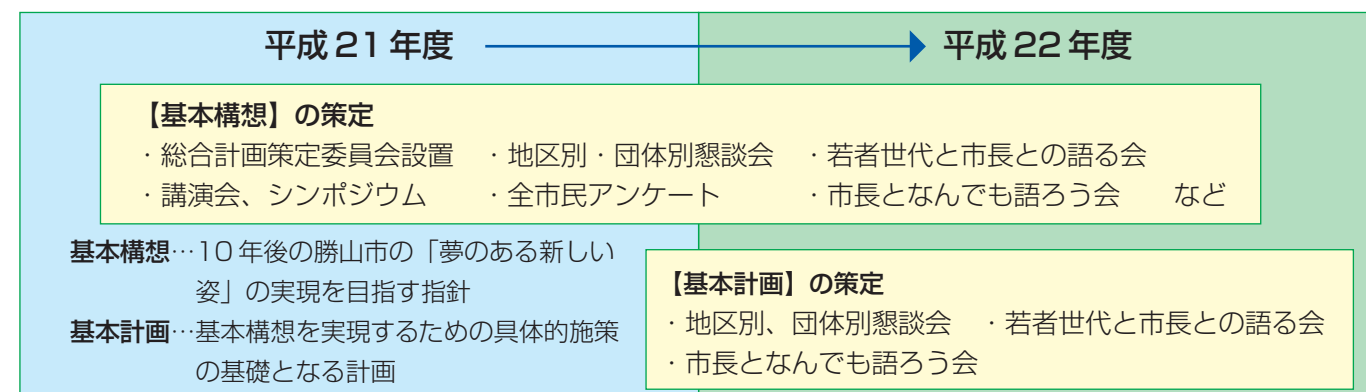 平成21年度 平成22年度
【基本構想】の策定
・総合計画策定委員会設置 ・地区別・団体別懇談会 ・若者世代と市長との語る会
・講演会、シンポジウム ・全市民アンケート ・市長となんでも語ろう会 など
基本構想…10年後の勝山市の「夢のある新しい
姿」の実現を目指す指針
基本計画…基本構想を実現するための具体的施策
の基礎となる計画
【基本計画】の策定
・地区別、団体別懇談会 ・若者世代と市長との語る会
・市長となんでも語ろう会